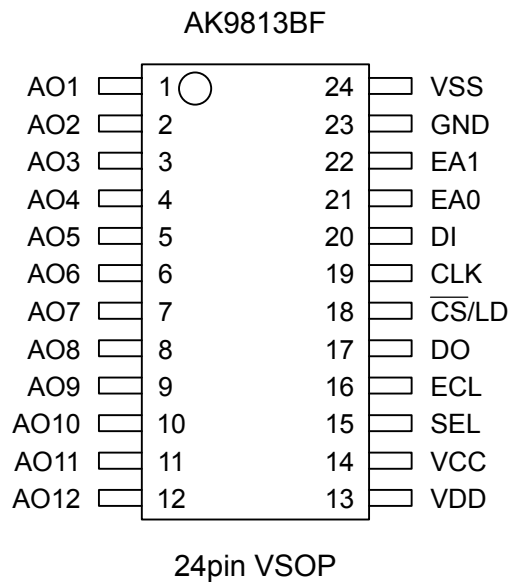 AK9813BF
AO1 1 24 VSS
AO2 2 23 GND
AO3 3 22 EA1
AO4 4 21 EA0
AO5 5 20 DI
AO6 6 19 CLK
AO7 7 18 C̅S̅/LD
AO8 8 17 DO
AO9 9 16 ECL
AO10 10 15 SEL
AO11 11 14 VCC
AO12 12 13 VDD
24pin VSOP